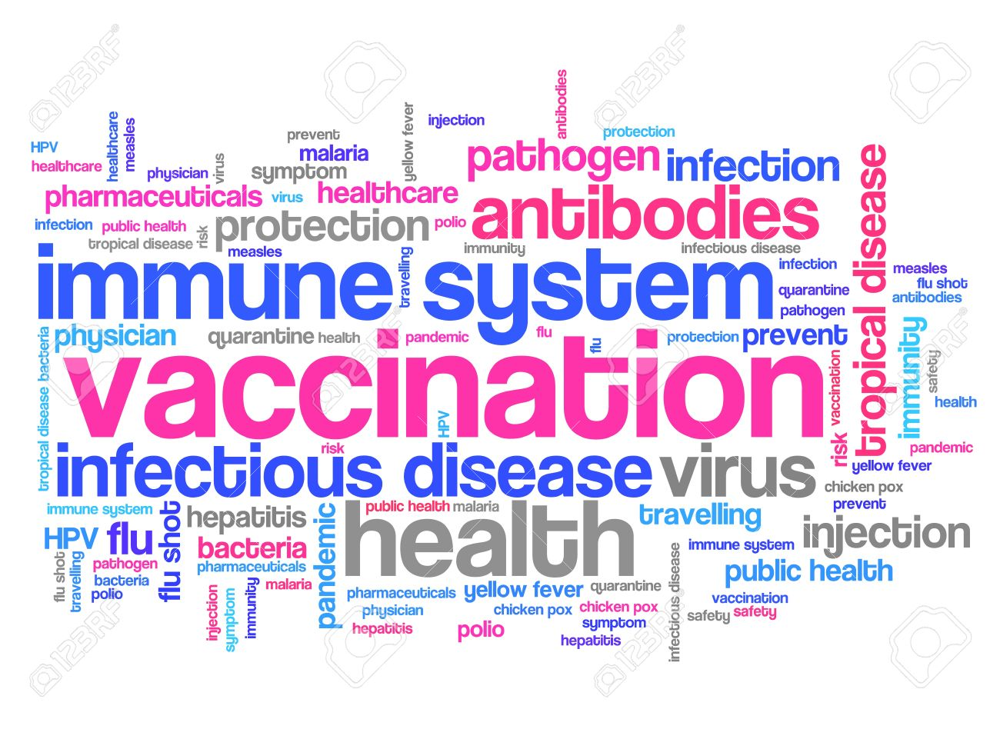 antibodies
yellow fever
injection
healthcare
measles
prevent
protection
HPV
malaria
pathogen
infection
tropical disease
healthcare
physician
virus
symptom
pharmaceuticals
virus
healthcare
antibodies
infection
public health
risk
protection
polio
tropical disease
measles
travelling
immunity
infectious disease
immune system
infection
measles
flu shot
quarantine
antibodies
pathogen
tropical disease bacteria
physician
quarantine
health
pandemic
flu
flu
protection
prevent
immunity
vaccination
vaccination
safety
health
HPV
risk
risk
pandemic
infectious disease
virus
yellow fever
chicken pox
prevent
immune system
flu shot
hepatitis
pandemic
public health
malaria
health
travelling
injection
HPV
flu
bacteria
immune system
infectious disease
flu shot
travelling
pathogen
pharmaceuticals
public health
bacteria
malaria
polio
injection
symptom
immunity
pharmaceuticals
yellow fever
quarantine
vaccination
physician
chicken pox
chicken pox
safety
safety
hepatitis
polio
symptom
hepatitis
123RF
123RF
123RF
123RF
123RF
123RF